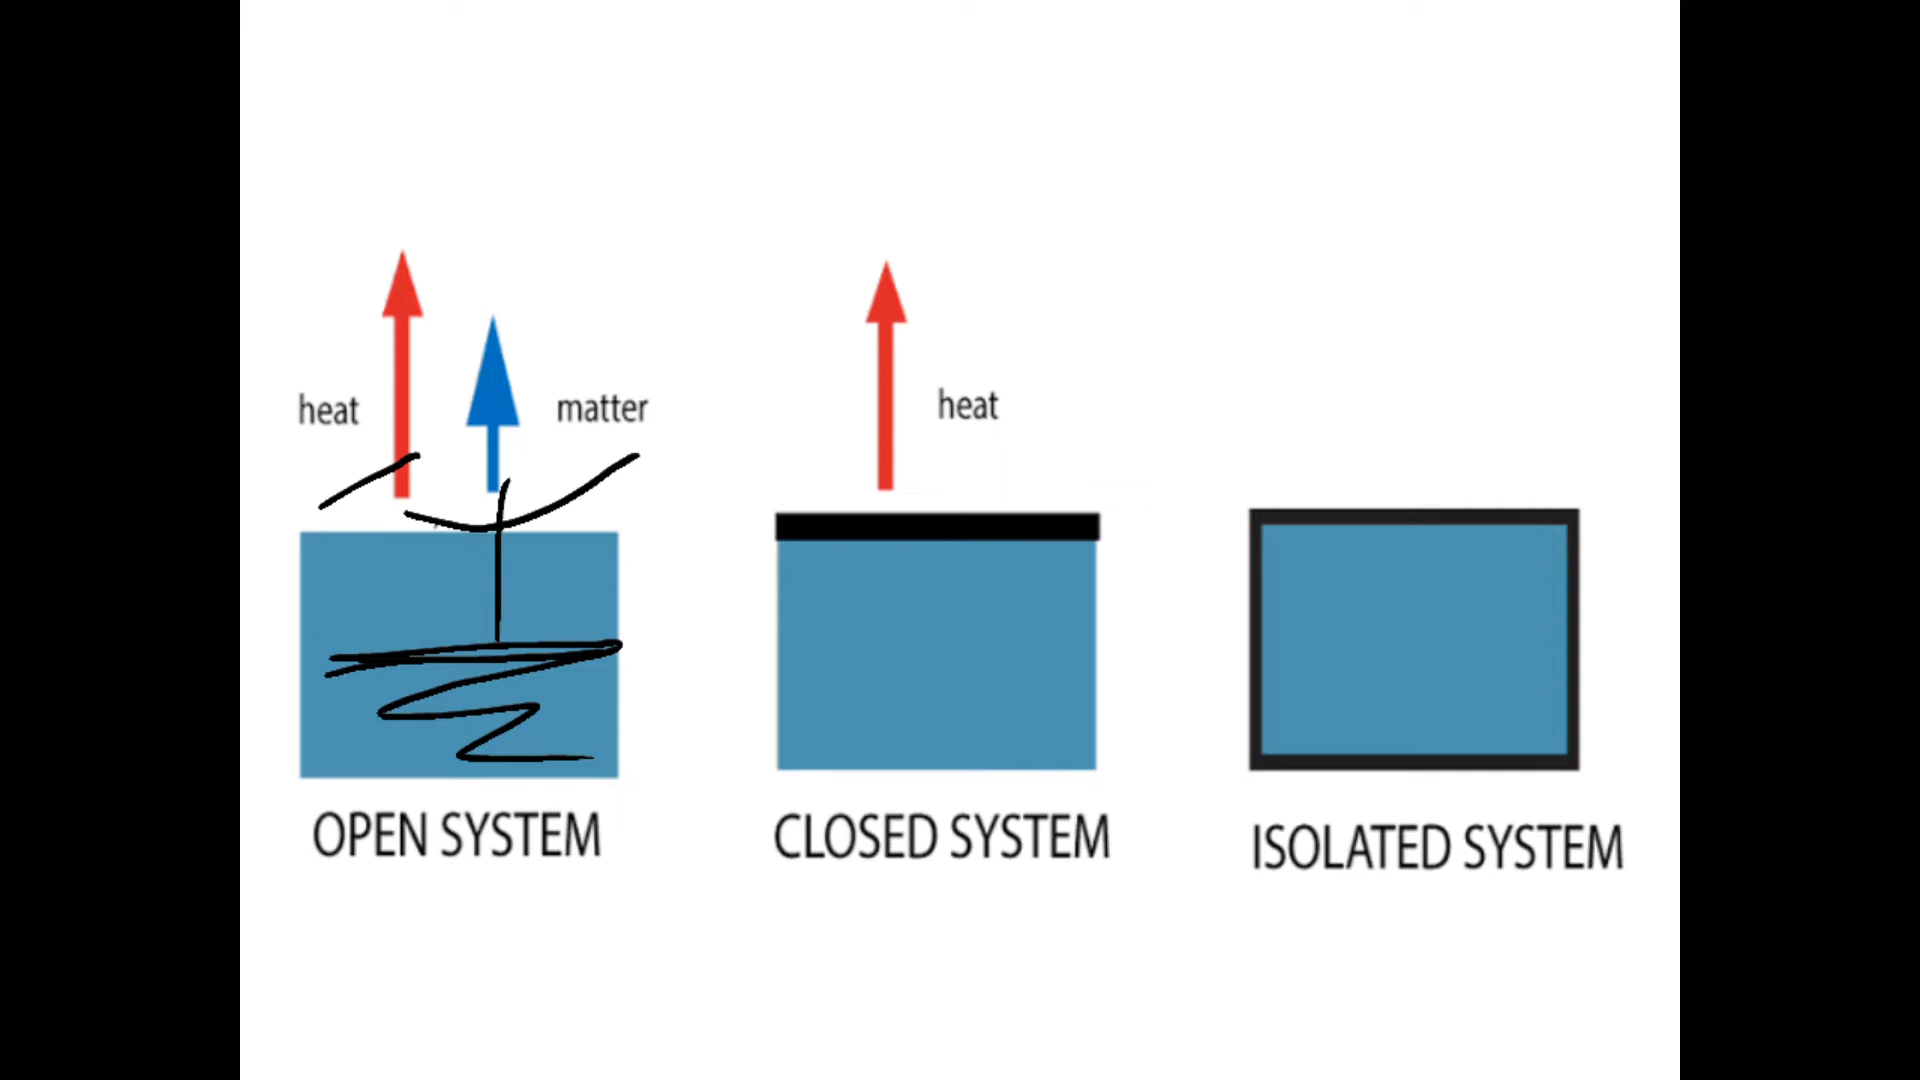 heat
matter
heat
OPEN SYSTEM
CLOSED SYSTEM
ISOLATED SYSTEM